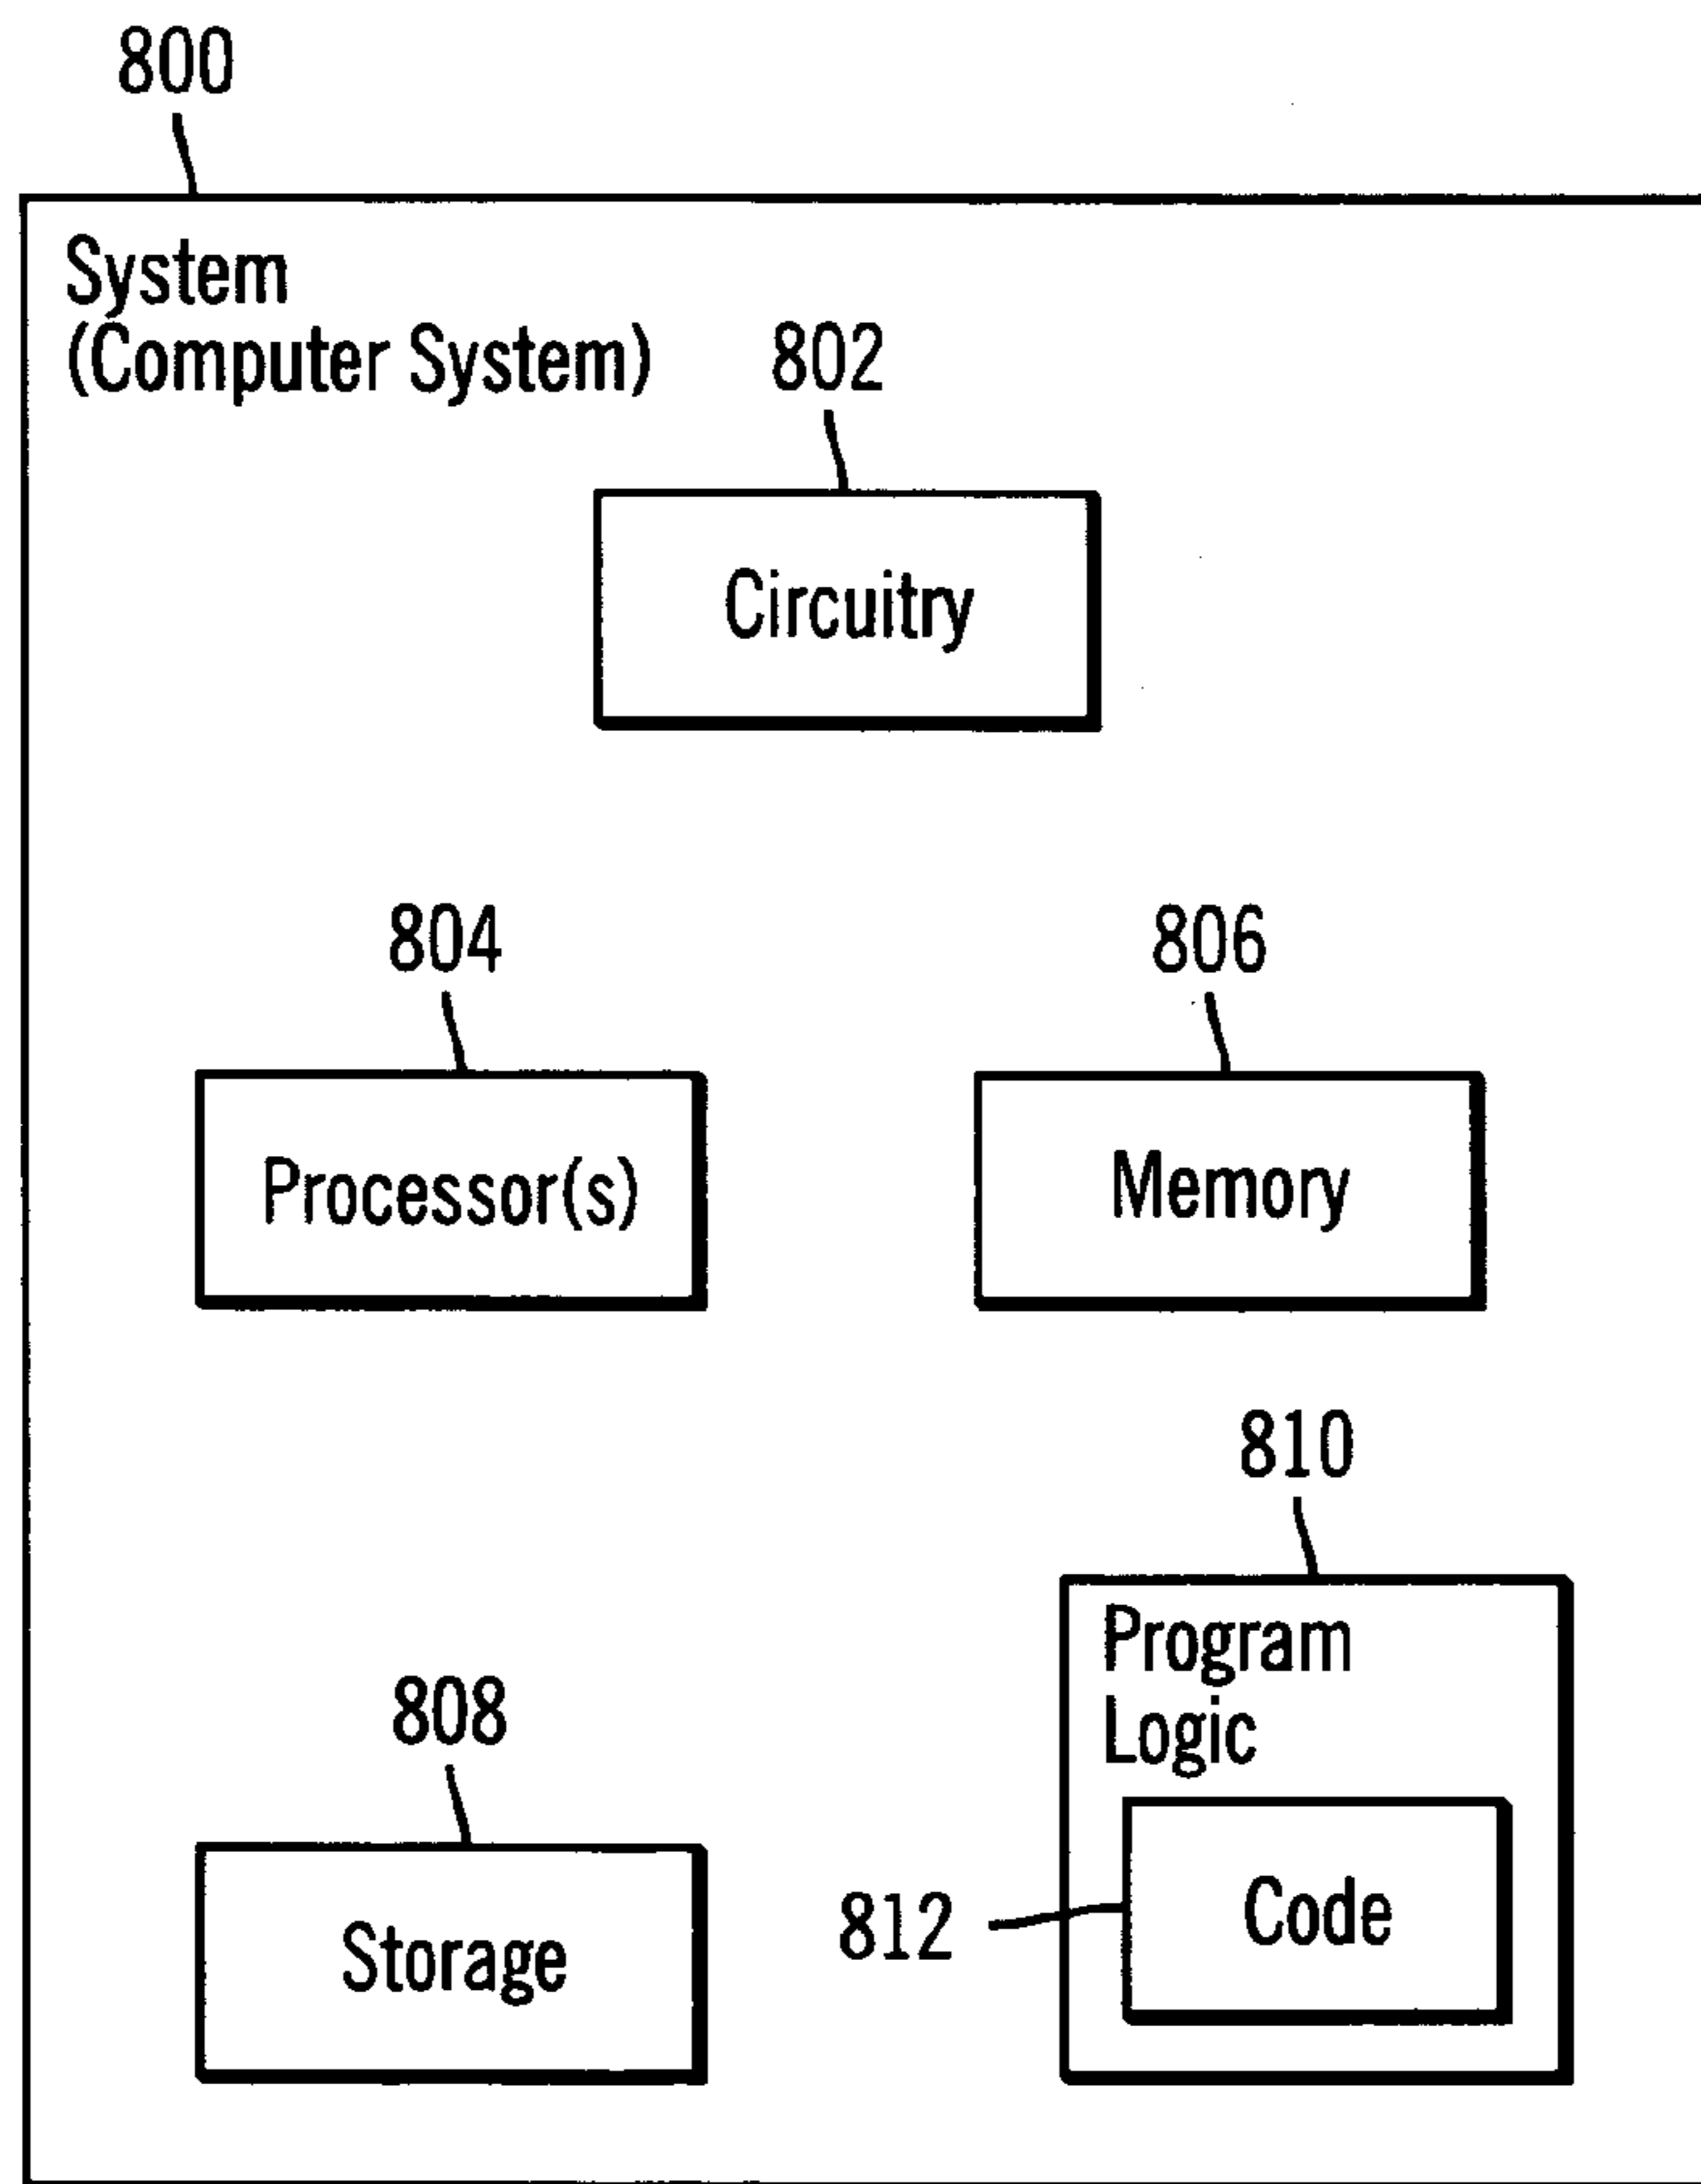 800
System
(Computer System)
802
Circuitry
804
806
Processor(s)
Memory
810
Program
Logic
808
812
Code
Storage